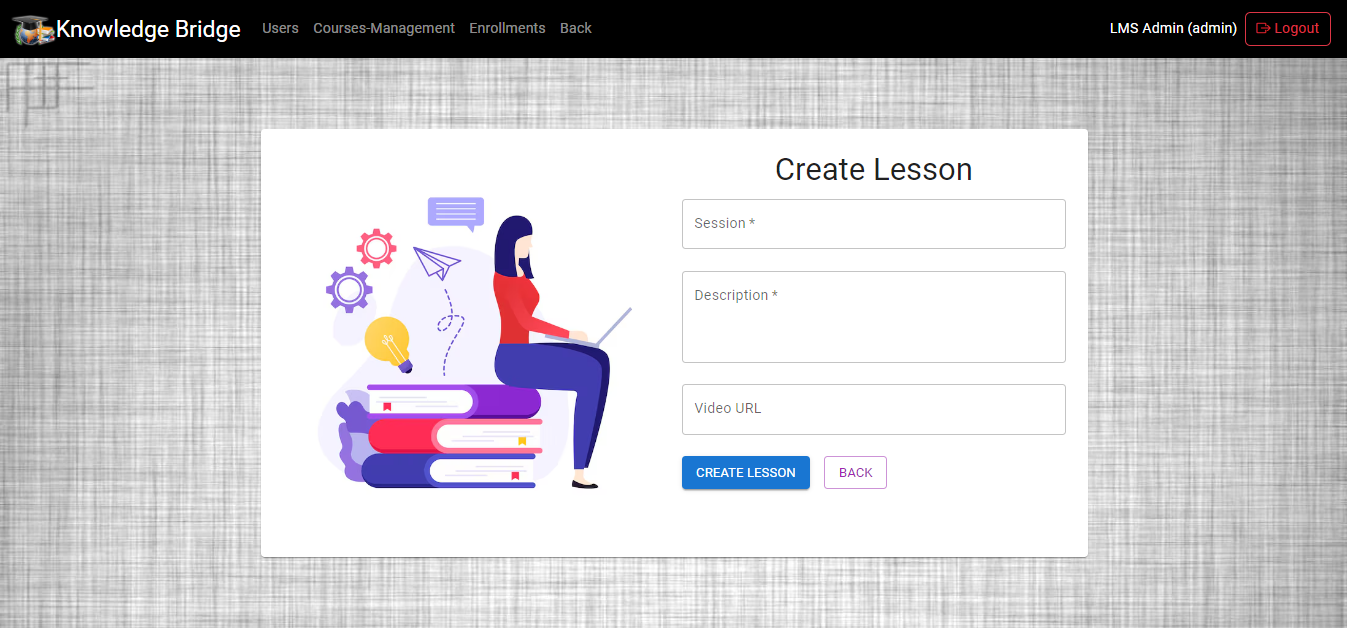 Knowledge Bridge Users Courses-Management Enrollments Back LMS Admin (admin) Logout
Create Lesson
Session *
Description *
Video URL
CREATE LESSON BACK